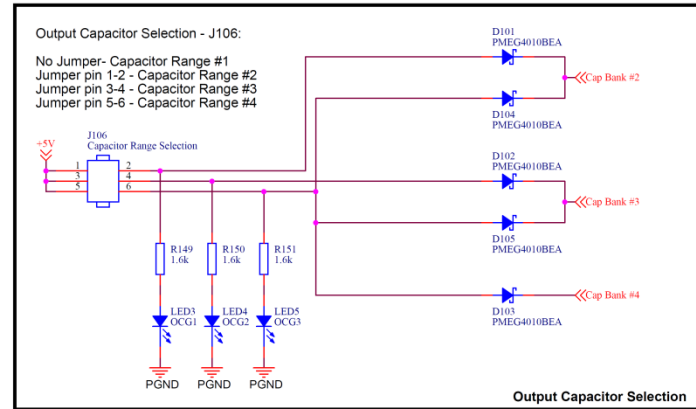 Output Capacitor Selection - J106:
No Jumper- Capacitor Range #1
Jumper pin 1-2 - Capacitor Range #2
Jumper pin 3-4 - Capacitor Range #3
Jumper pin 5-6 - Capacitor Range #4
D101
PMEG4010BEA
Cap Bank #2
D104
PMEG4010BEA
J106
Capacitor Range Selection
+5V
1 2
3 4
5 6
D102
PMEG4010BEA
Cap Bank #3
D105
PMEG4010BEA
Cap Bank #4
D103
PMEG4010BEA
R149
1.6k
R150
1.6k
R151
1.6k
LED3
OCG1
LED4
OCG2
LED5
OCG3
PGND PGND PGND
Output Capacitor Selection